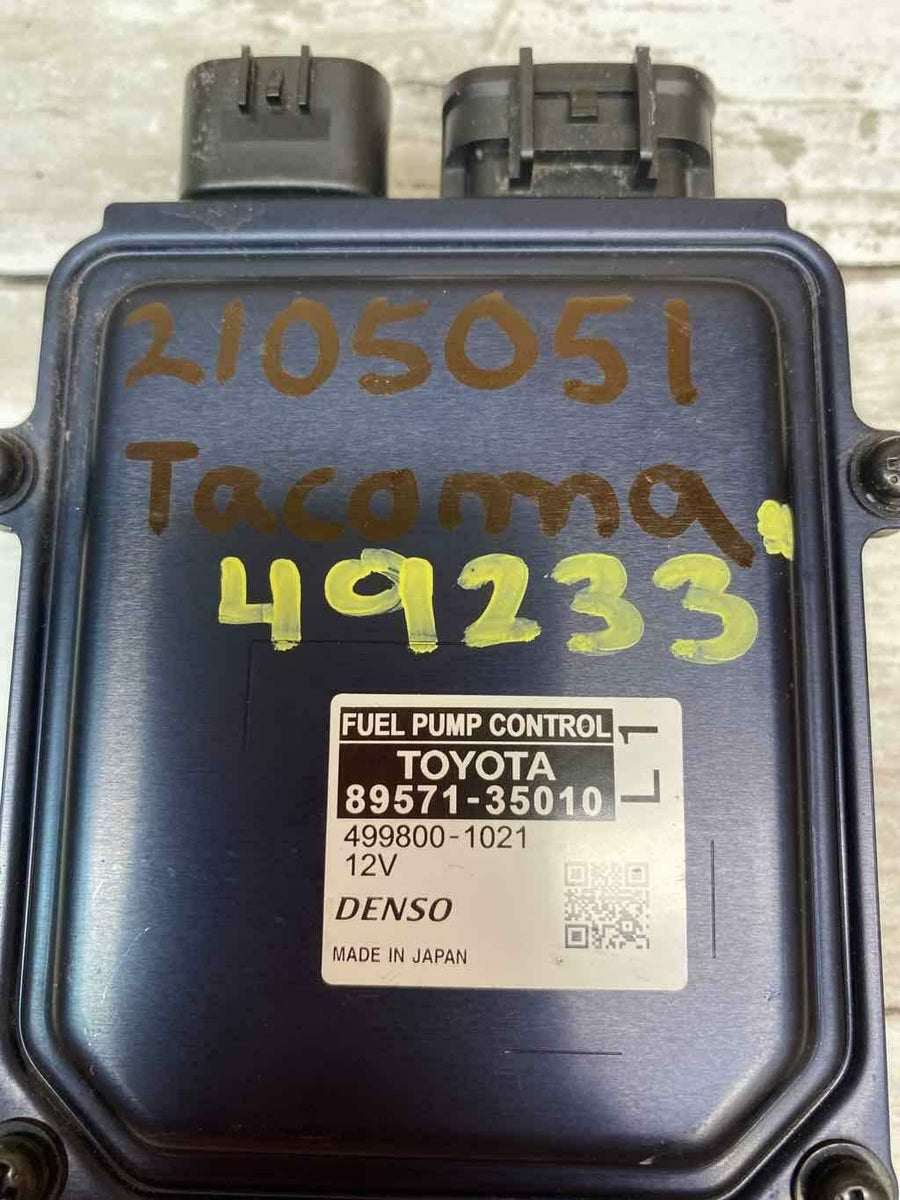 2105051
Tacoma
49233
FUEL PUMP CONTROL
TOYOTA
89571-35010
L1
499800-1021
12V
DENSO
MADE IN JAPAN